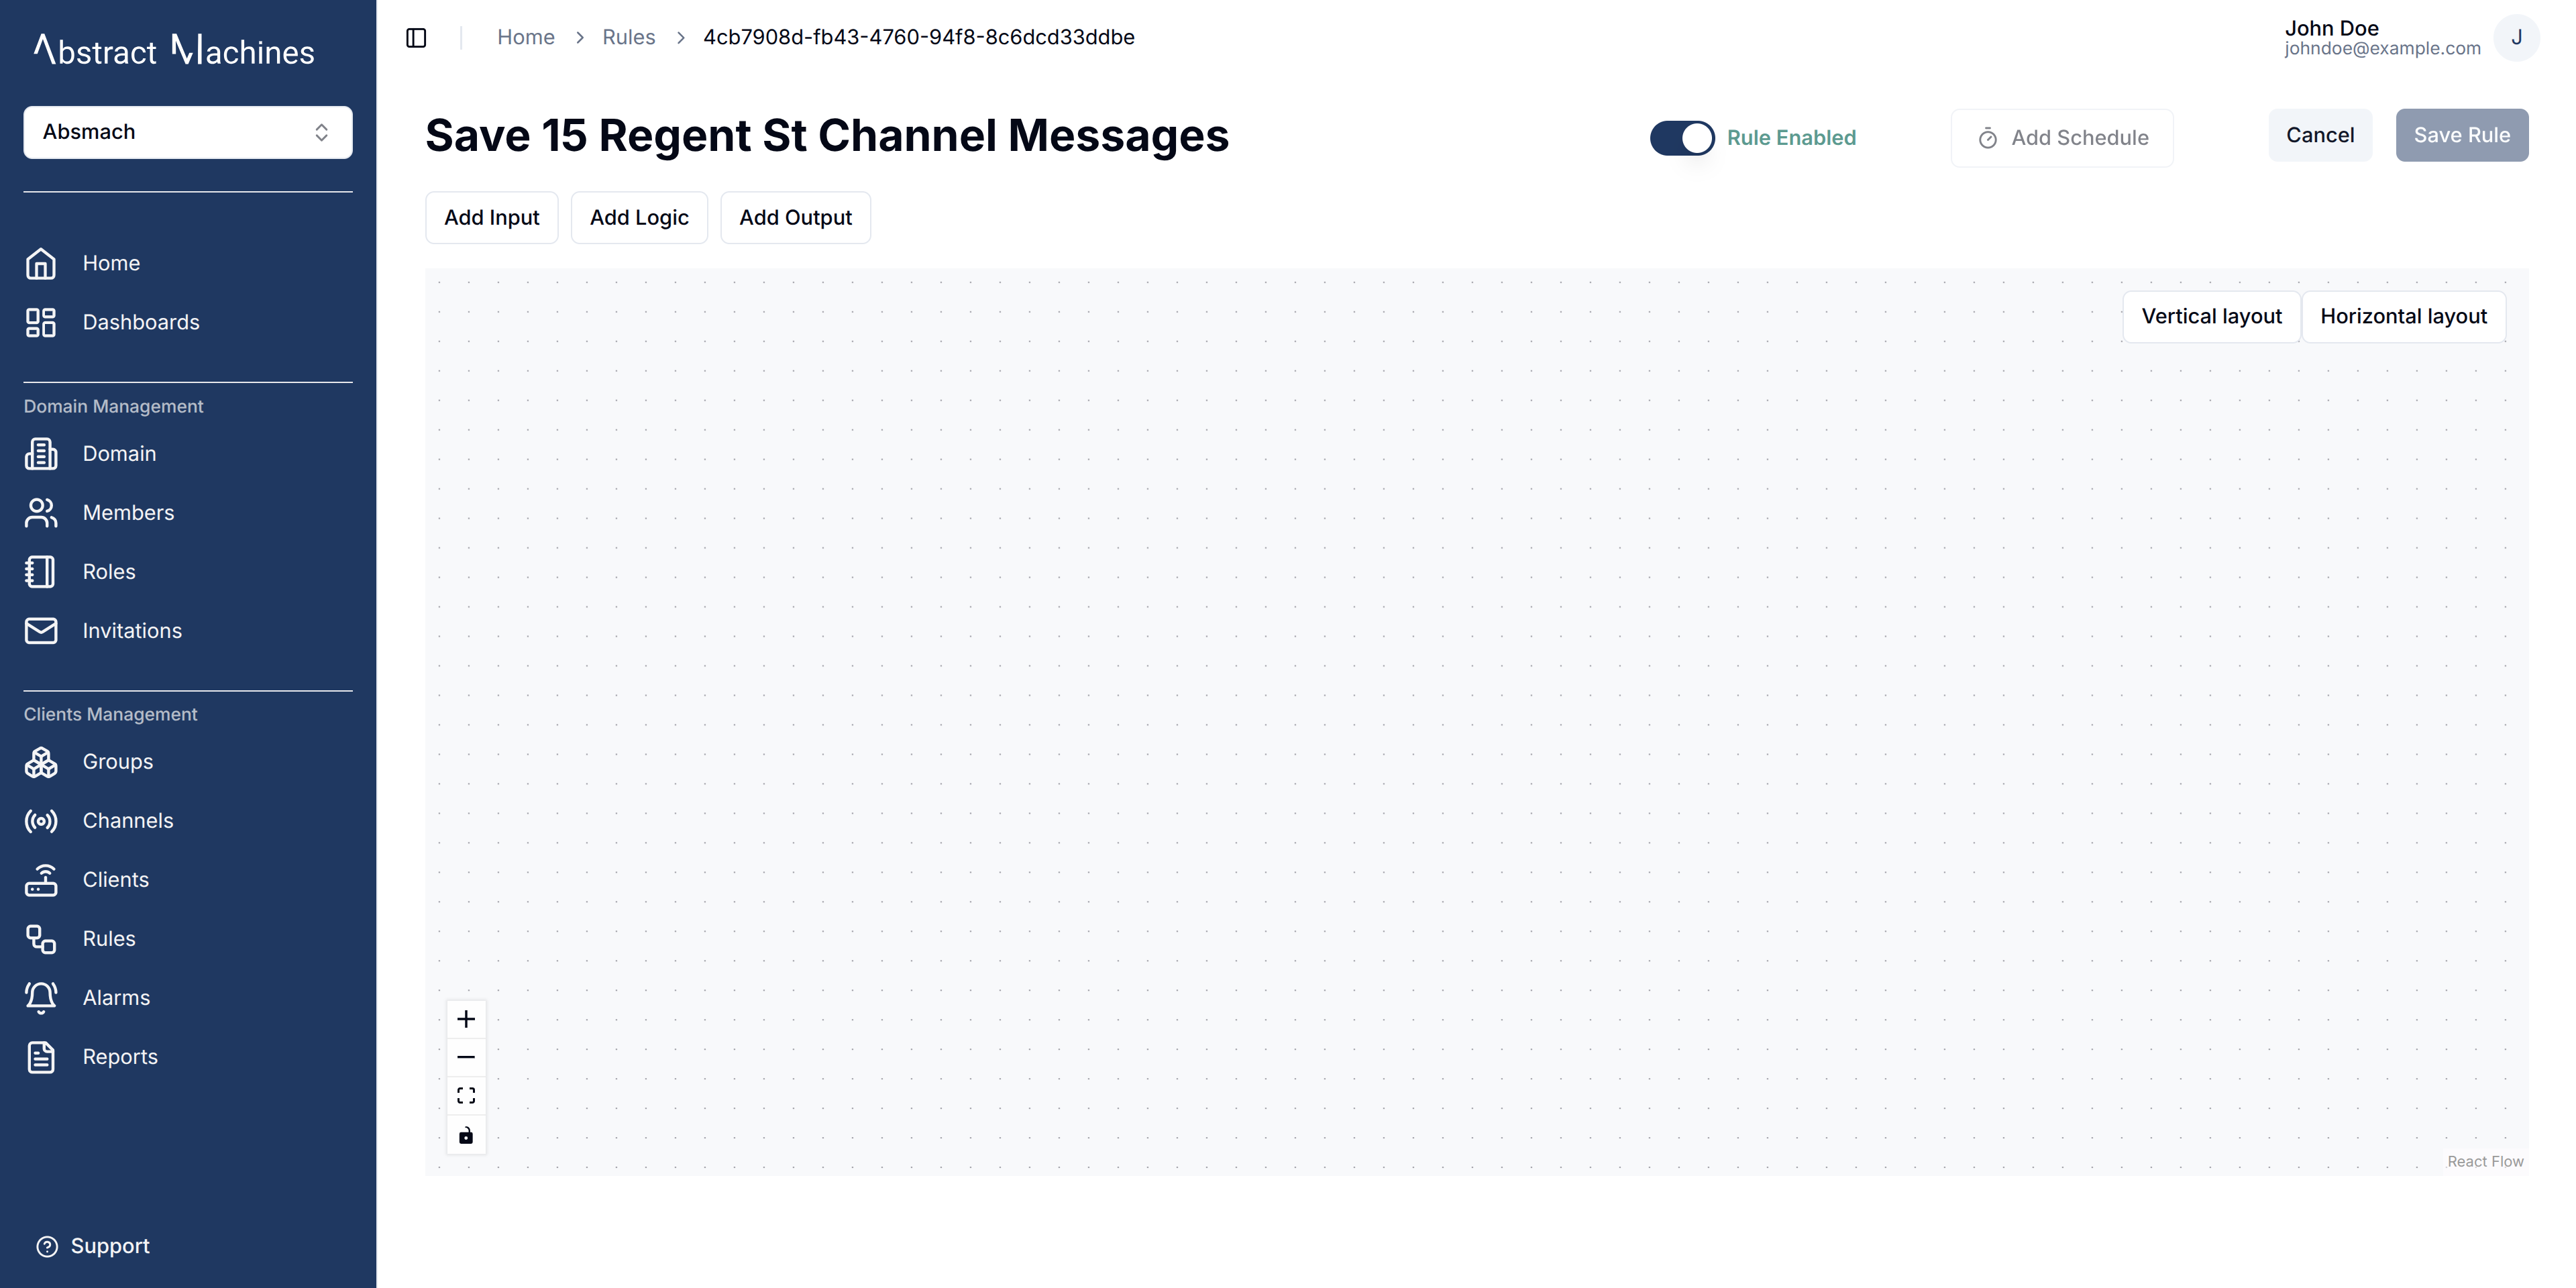 Abstract Machines
Absmach
Home
Dashboards
Domain Management
Domain
Members
Roles
Invitations
Clients Management
Groups
Channels
Clients
Rules
Alarms
Reports
Support
Home > Rules > 4cb7908d-fb43-4760-94f8-8c6dcd33ddbe
John Doe
johndoe@example.com
J
Save 15 Regent St Channel Messages
Rule Enabled
Add Schedule
Cancel
Save Rule
Add Input
Add Logic
Add Output
Vertical layout
Horizontal layout
React Flow